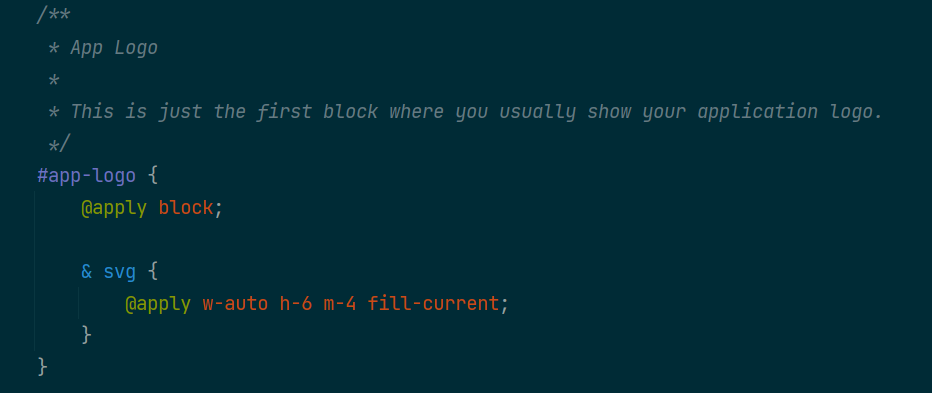 /**
 * App Logo
 *
 * This is just the first block where you usually show your application logo.
 */
#app-logo {
    @apply block;

    & svg {
        @apply w-auto h-6 m-4 fill-current;
    }
}